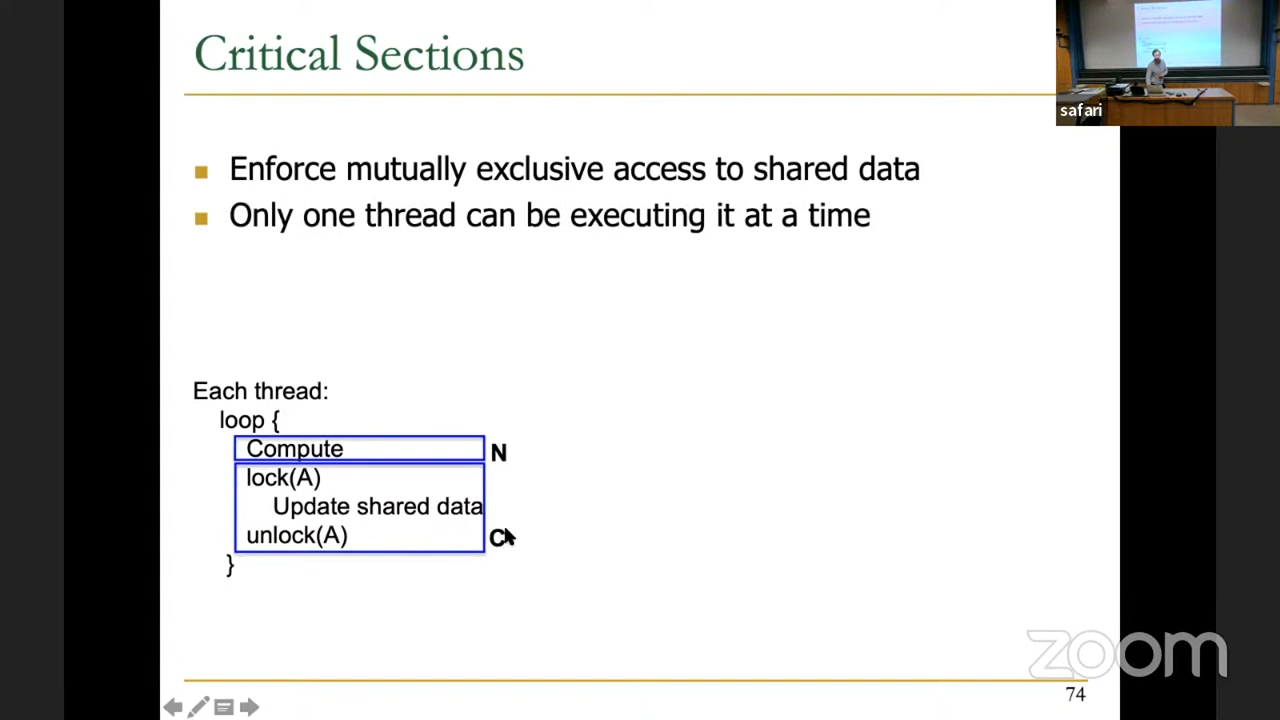 Critical Sections
safari
Enforce mutually exclusive access to shared data
Only one thread can be executing it at a time
Each thread:
loop {
Compute
N
lock(A)
Update shared data
unlock(A)
C
}
zoom
74